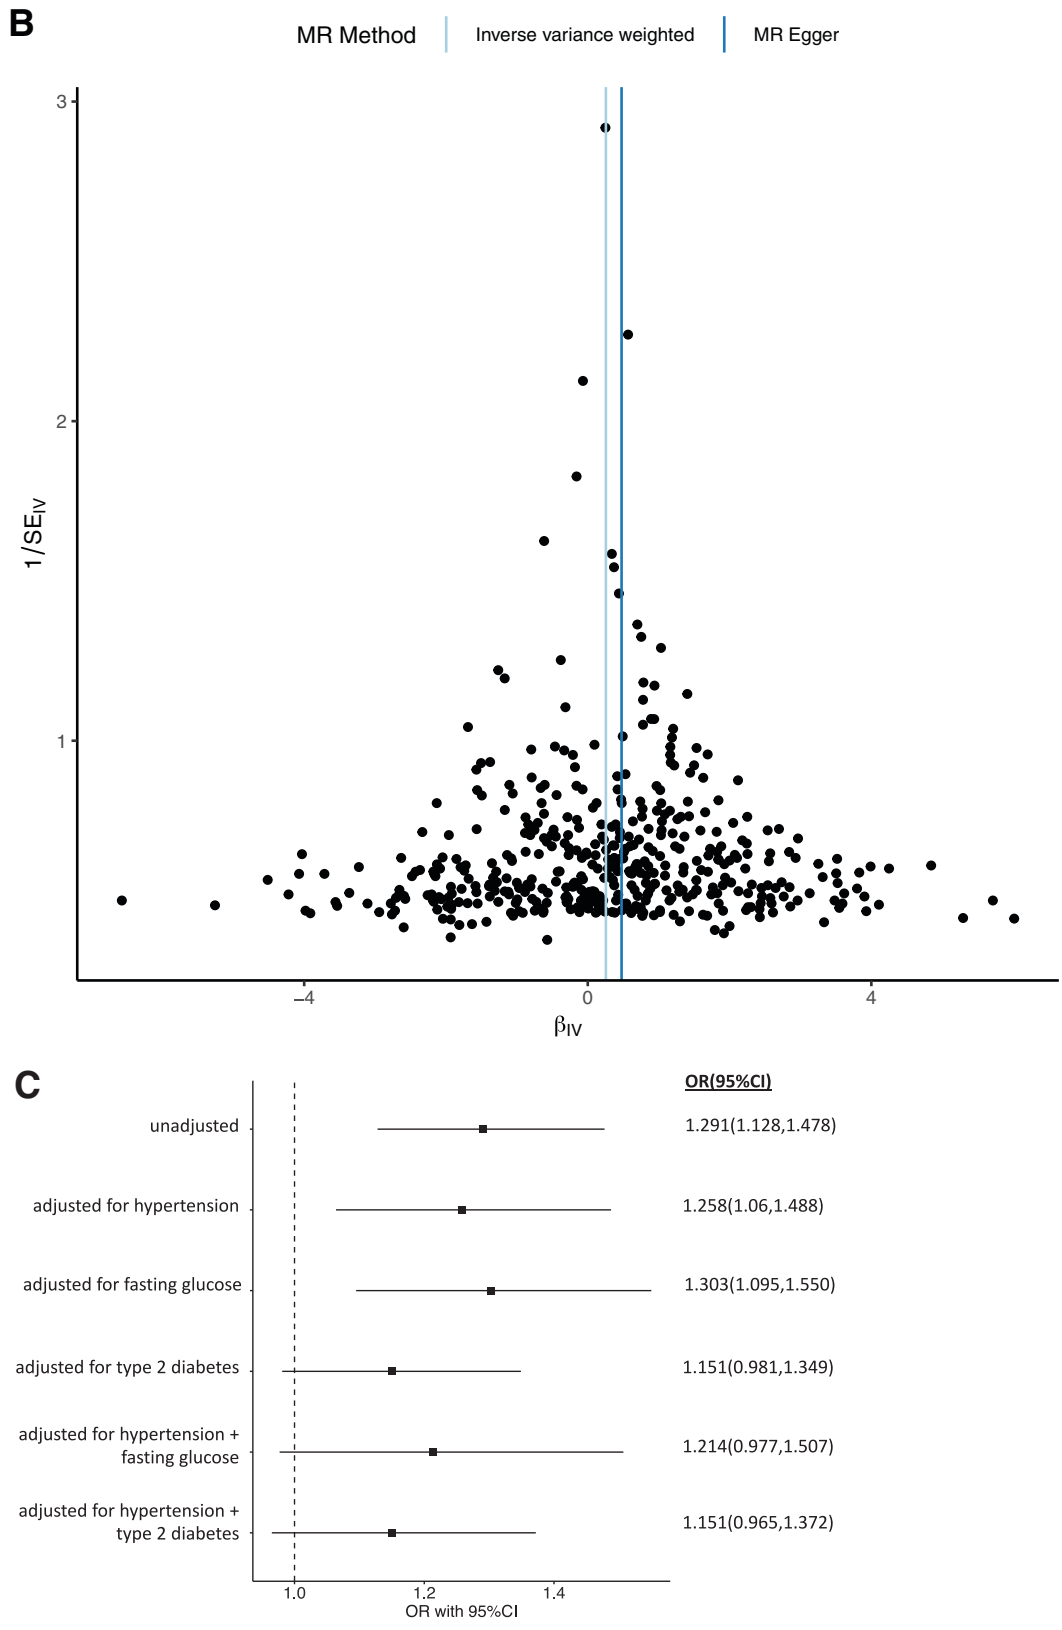 B
MR Method
Inverse variance weighted
MR Egger
3
2
1
1/SE_IV
−4
0
4
β_IV
C
OR(95%CI)
unadjusted
1.291(1.128,1.478)
adjusted for hypertension
1.258(1.06,1.488)
adjusted for fasting glucose
1.303(1.095,1.550)
adjusted for type 2 diabetes
1.151(0.981,1.349)
adjusted for hypertension +
fasting glucose
1.214(0.977,1.507)
adjusted for hypertension +
type 2 diabetes
1.151(0.965,1.372)
1.0
1.2
1.4
OR with 95%CI